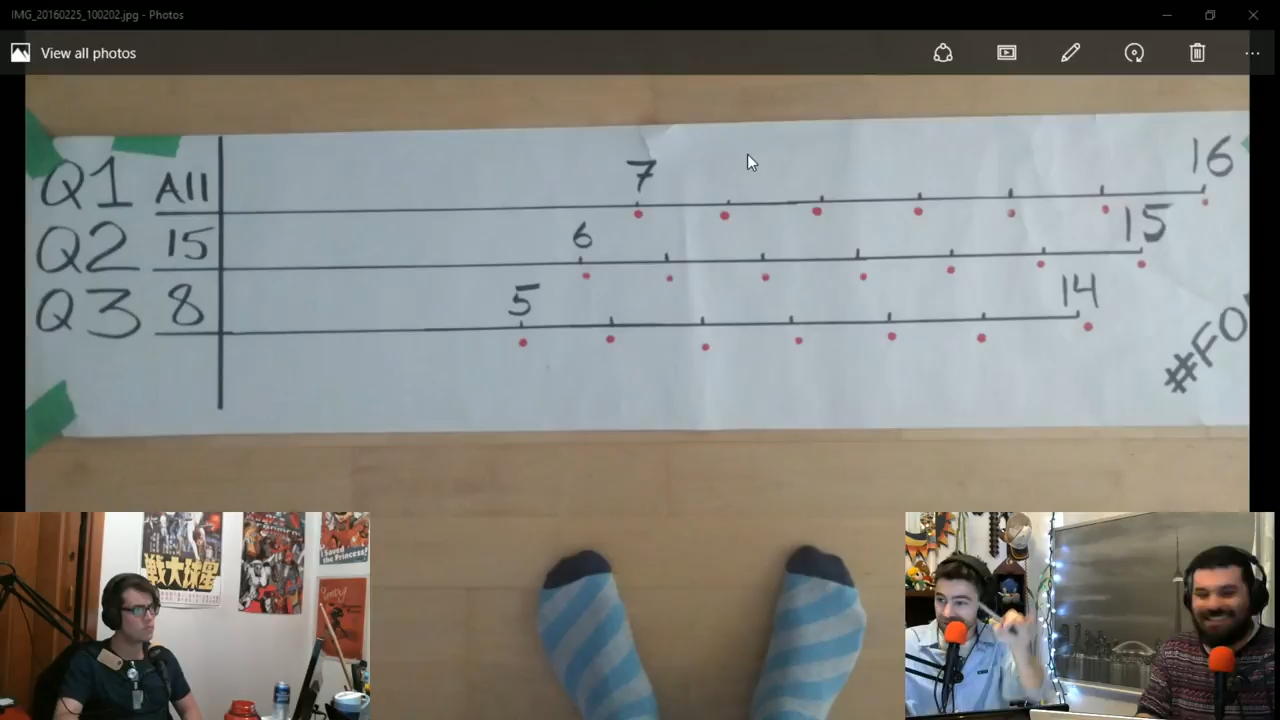 IMG_20160225_100202.jpg - Photos
View all photos
Q1 All 7 16
Q2 15 6 15
Q3 8 5 14
#FO
戦大妖星
I Saved the Princess!